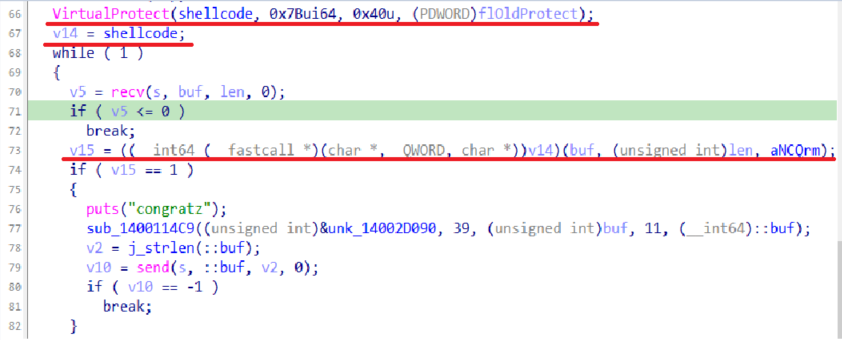 66 VirtualProtect(shellcode, 0x7Bui64, 0x40u, (PDWORD)flOldProtect);
67 v14 = shellcode;
68 while ( 1 )
69 {
70 v5 = recv(s, buf, len, 0);
71 if ( v5 <= 0 )
72 break;
73 v15 = ((__int64 (__fastcall *)(char *, _QWORD, char *))v14)(buf, (unsigned int)len, aNCQrm);
74 if ( v15 == 1 )
75 {
76 puts("congratz");
77 sub_1400114C9((unsigned int)&unk_14002D090, 39, (unsigned int)buf, 11, (__int64)::buf);
78 v2 = j_strlen(::buf);
79 v10 = send(s, ::buf, v2, 0);
80 if ( v10 == -1 )
81 break;
82 }